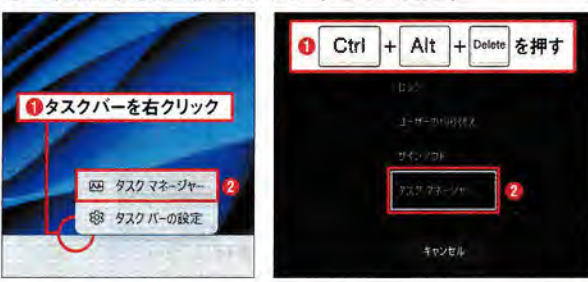 ❶タスクバーを右クリック
タスク マネージャー ❷
タスク バーの設定
❶ Ctrl + Alt + Delete を押す
ロック
ユーザーの切り替え
サインアウト
タスク マネージャー ❷
キャンセル